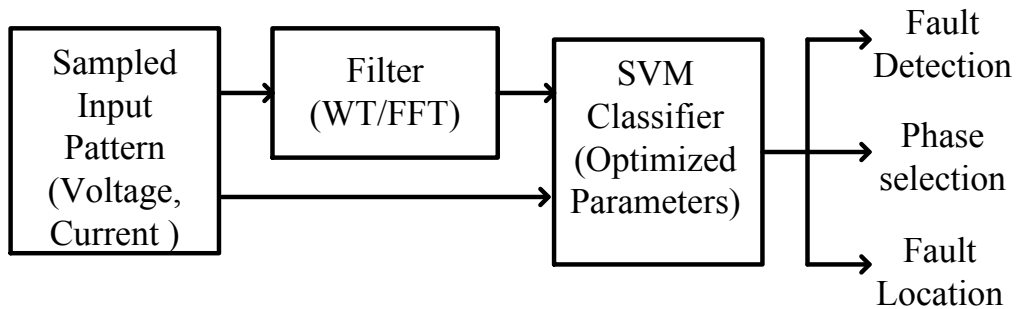 Sampled
Input
Pattern
(Voltage,
Current )
Filter
(WT/FFT)
SVM
Classifier
(Optimized
Parameters)
Fault
Detection
Phase
selection
Fault
Location